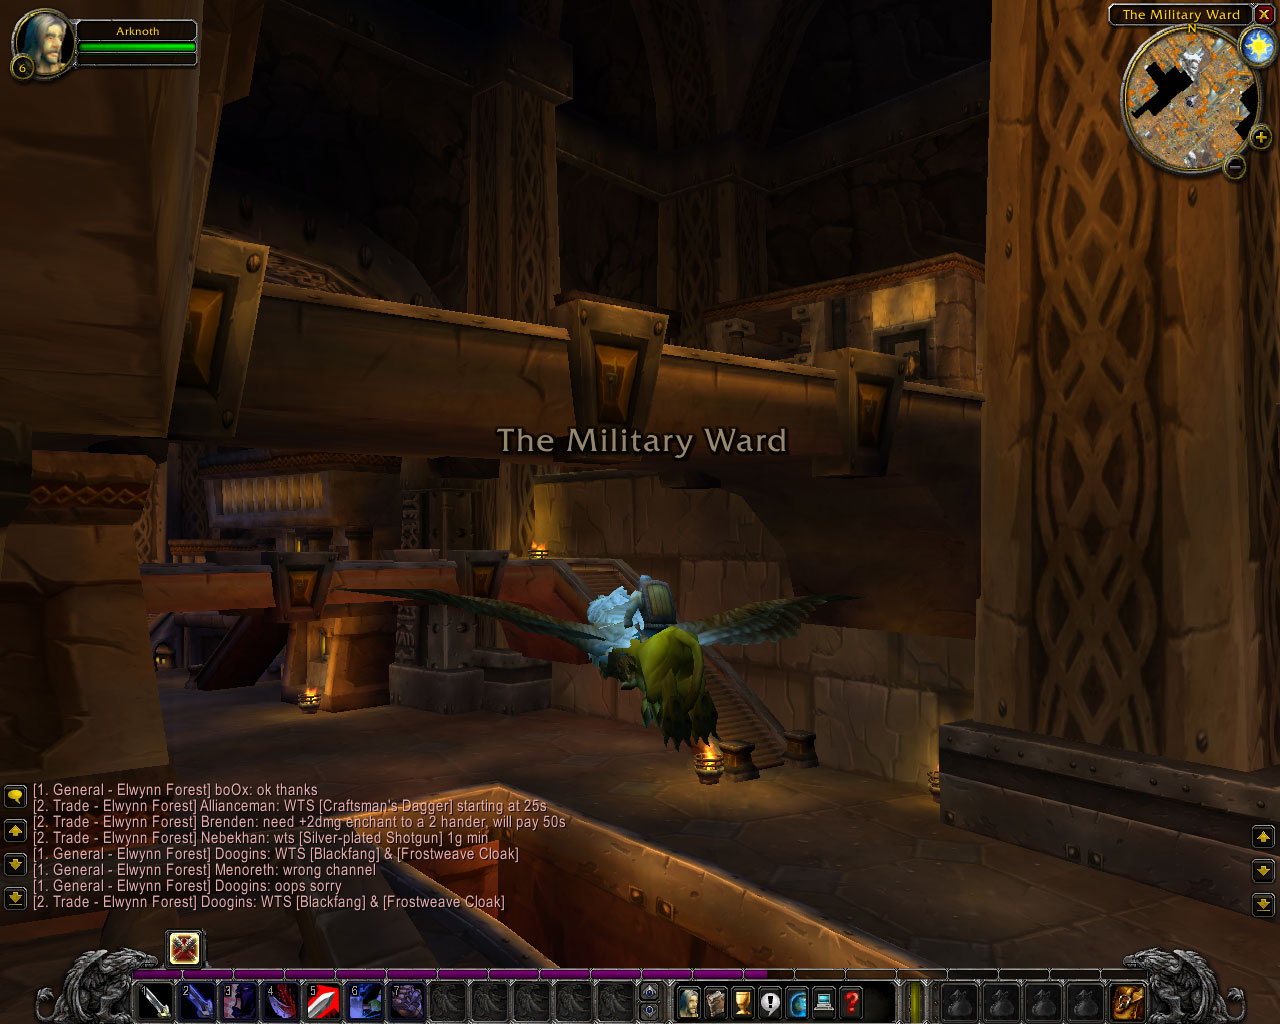 Arknoth
6
The Military Ward
N
The Military Ward
[1. General - Elwynn Forest] boOx: ok thanks
[2. Trade - Elwynn Forest] Allianceman: WTS [Craftsman's Dagger] starting at 25s
[2. Trade - Elwynn Forest] Brenden: need +2dmg enchant to a 2 hander, will pay 50s
[2. Trade - Elwynn Forest] Nebekhan: wts [Silver-plated Shotgun] 1g min
[1. General - Elwynn Forest] Doogins: WTS [Blackfang] & [Frostweave Cloak]
[1. General - Elwynn Forest] Menoreth: wrong channel
[1. General - Elwynn Forest] Doogins: oops sorry
[2. Trade - Elwynn Forest] Doogins: WTS [Blackfang] & [Frostweave Cloak]
1 2 3 4 5 6 7